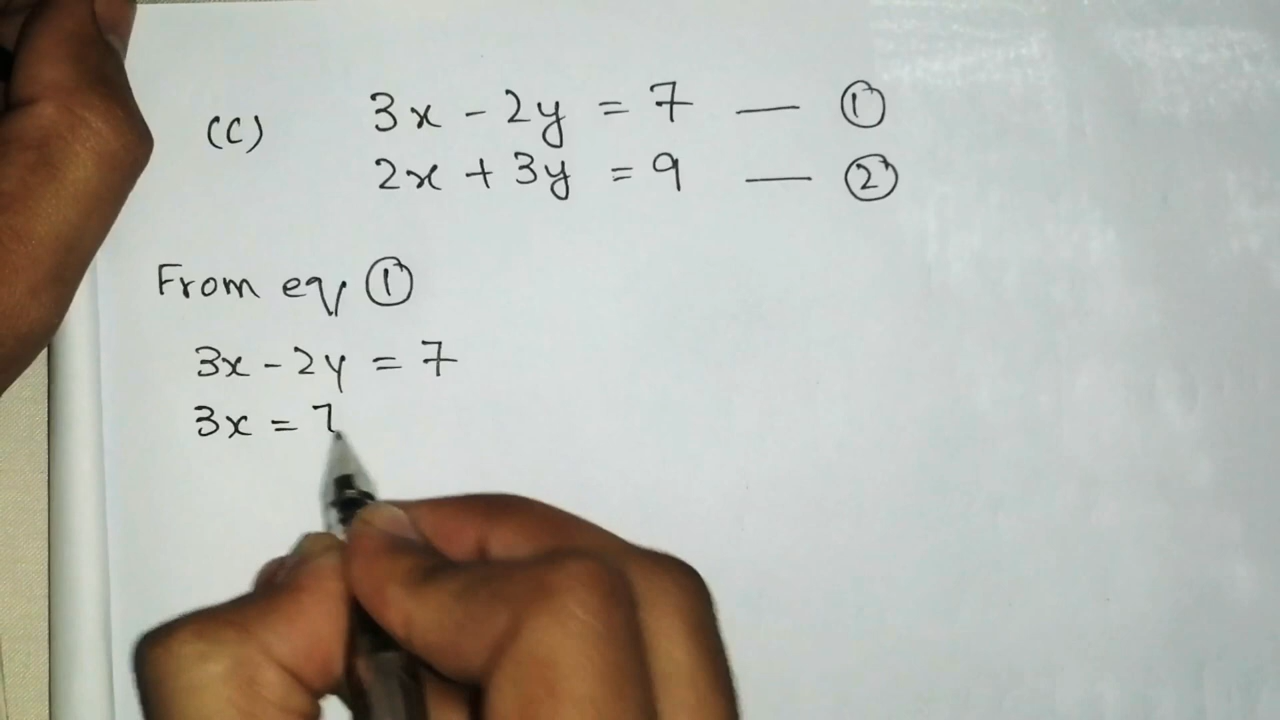 (C) 3x - 2y = 7 — ①
2x + 3y = 9 — ②
From eq ①
3x - 2y = 7
3x = 7